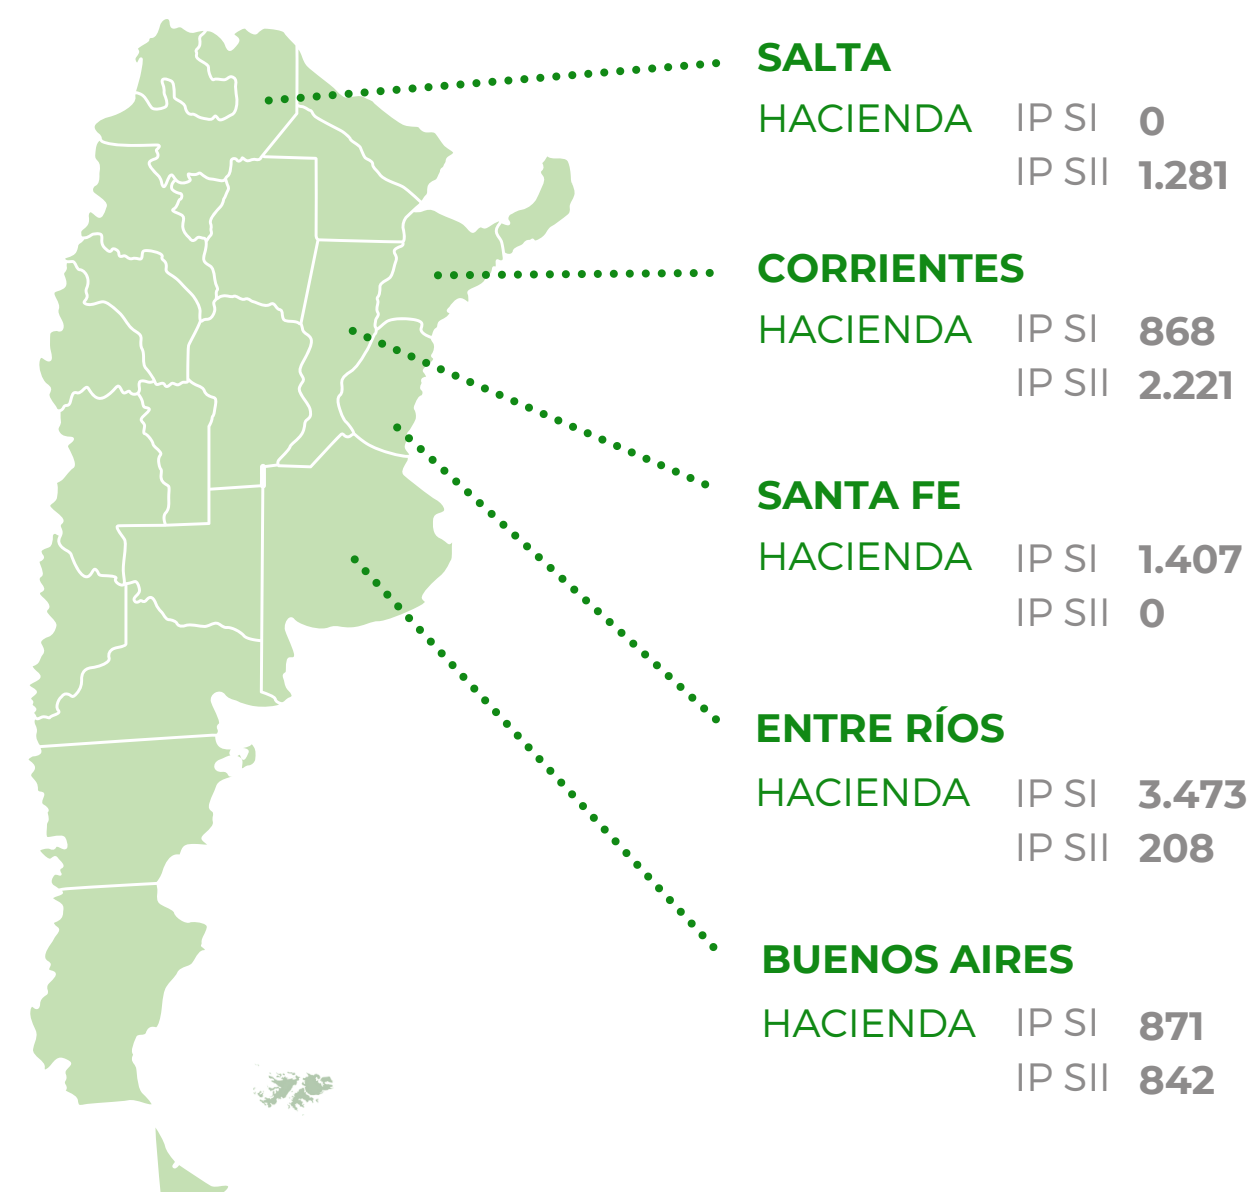 SALTA
HACIENDA IP SI 0
IP SII 1.281
CORRIENTES
HACIENDA IP SI 868
IP SII 2.221
SANTA FE
HACIENDA IP SI 1.407
IP SII 0
ENTRE RÍOS
HACIENDA IP SI 3.473
IP SII 208
BUENOS AIRES
HACIENDA IP SI 871
IP SII 842